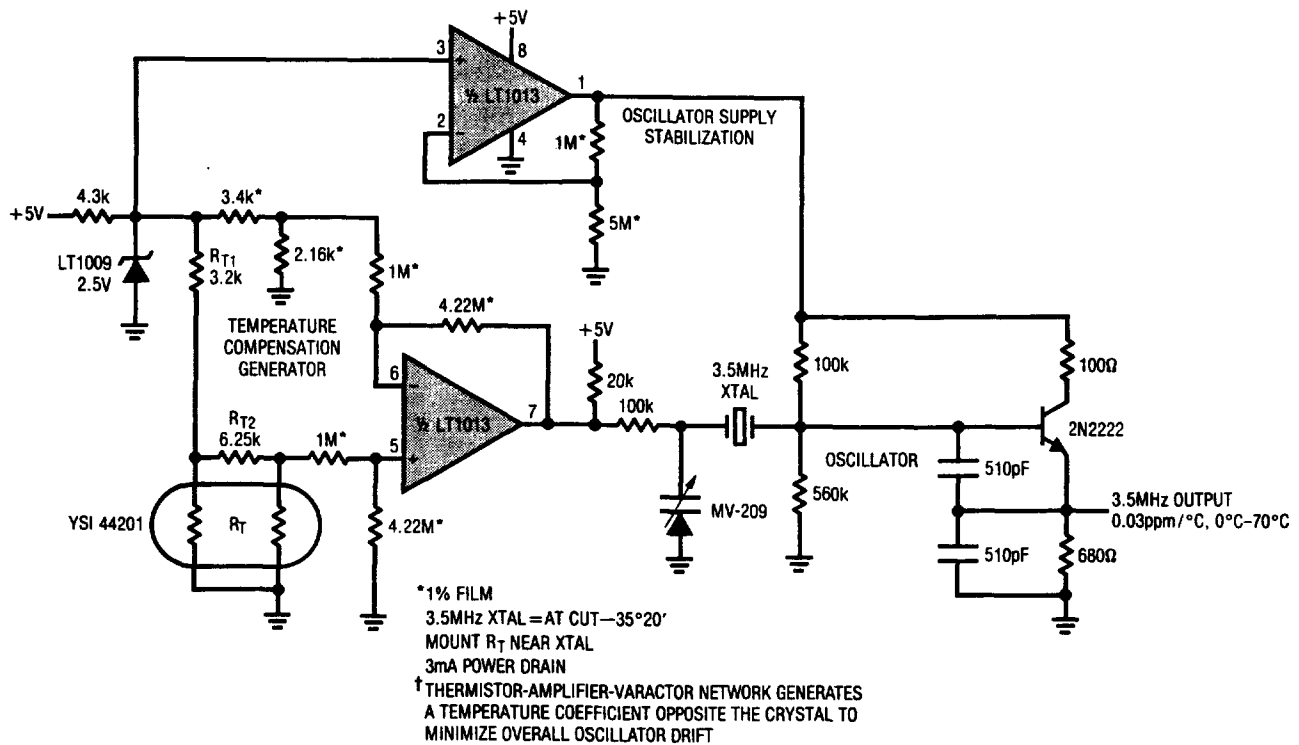 +5V
3
8
+
½ LT1013
1
2
−
4
OSCILLATOR SUPPLY
STABILIZATION
1M*
5M*
4.3k
+5V
3.4k*
LT1009
2.5V
RT1
3.2k
2.16k*
1M*
4.22M*
TEMPERATURE
COMPENSATION
GENERATOR
+5V
20k
6
−
½ LT1013
7
5
+
100k
3.5MHz
XTAL
100k
100Ω
2N2222
RT2
6.25k
1M*
OSCILLATOR
510pF
YSI 44201
RT
4.22M*
MV-209
560k
3.5MHz OUTPUT
0.03ppm/°C, 0°C–70°C
510pF
680Ω
*1% FILM
3.5MHz XTAL=AT CUT—35°20′
MOUNT RT NEAR XTAL
3mA POWER DRAIN
†THERMISTOR-AMPLIFIER-VARACTOR NETWORK GENERATES
A TEMPERATURE COEFFICIENT OPPOSITE THE CRYSTAL TO
MINIMIZE OVERALL OSCILLATOR DRIFT